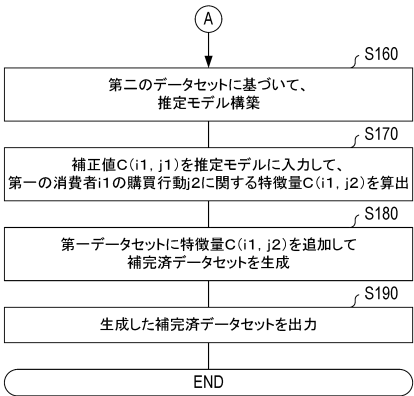 A
S160
第二のデータセットに基づいて、
推定モデル構築
S170
補正値C(i1, j1)を推定モデルに入力して、
第一の消費者i1の購買行動j2に関する特徴量C(i1, j2)を算出
S180
第一データセットに特徴量C(i1, j2)を追加して
補完済データセットを生成
S190
生成した補完済データセットを出力
END